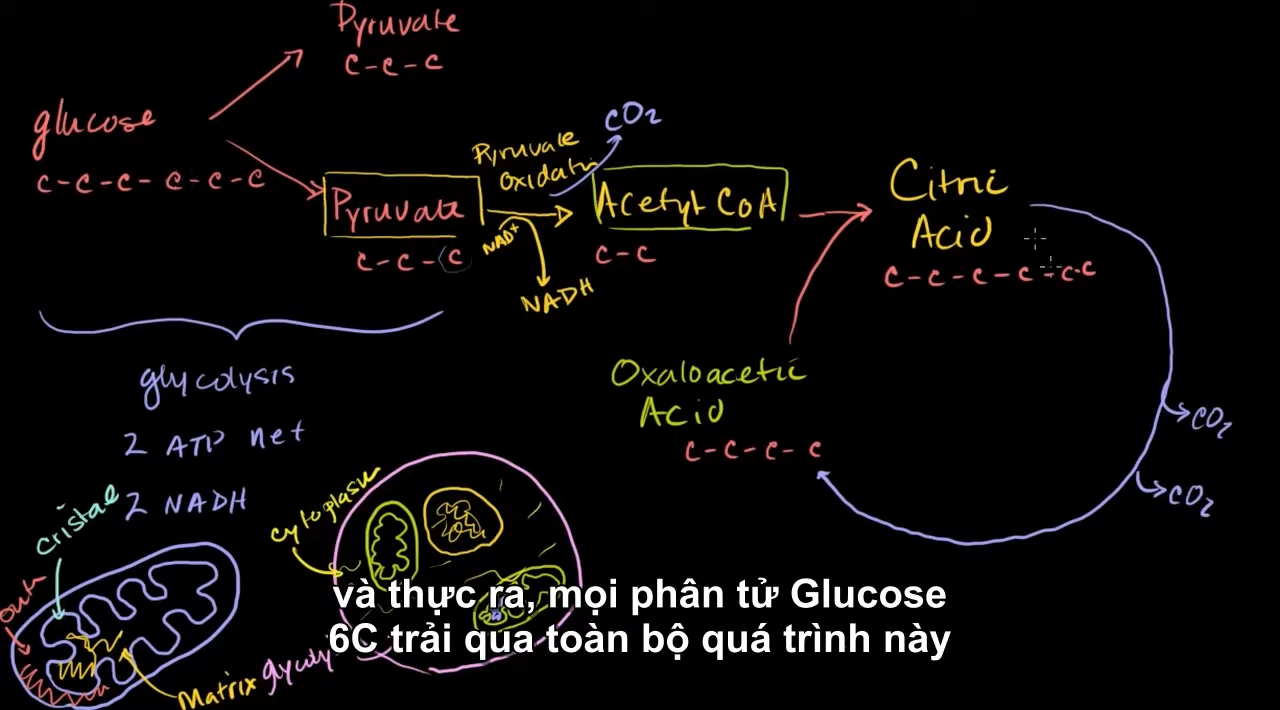 Pyruvate
C-C-C
glucose
C-C-C-C-C-C
Pyruvate
C-C-C
Pyruvate
Oxidation
CO2
NAD+
NADH
Acetyl CoA
C-C
Citric
Acid
C-C-C-C-C-C
Oxaloacetic
Acid
C-C-C-C
CO2
CO2
glycolysis
2 ATP net
2 NADH
cristae
out
Matrix
cytoplasm
và thực ra, mọi phân tử Glucose
6C trải qua toàn bộ quá trình này